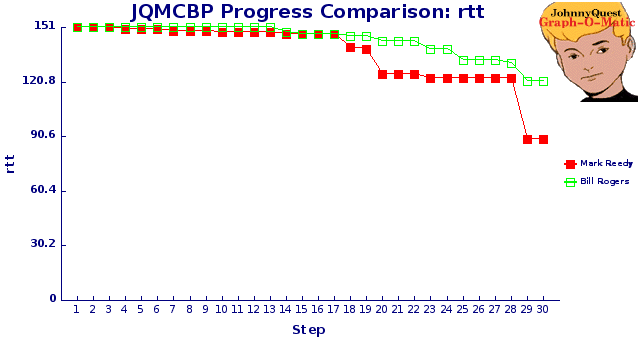 JQMCBP Progress Comparison: rtt
JohnnyQuest
Graph-O-Matic
151
120.8
90.6
60.4
30.2
0
rtt
1 2 3 4 5 6 7 8 9 10 11 12 13 14 15 16 17 18 19 20 21 22 23 24 25 26 27 28 29 30
Step
Mark Reedy
Bill Rogers